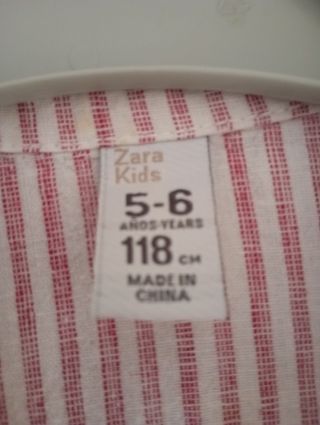 Zara
Kids
5-6
AÑOS-YEARS
118 CM
MADE IN
CHINA